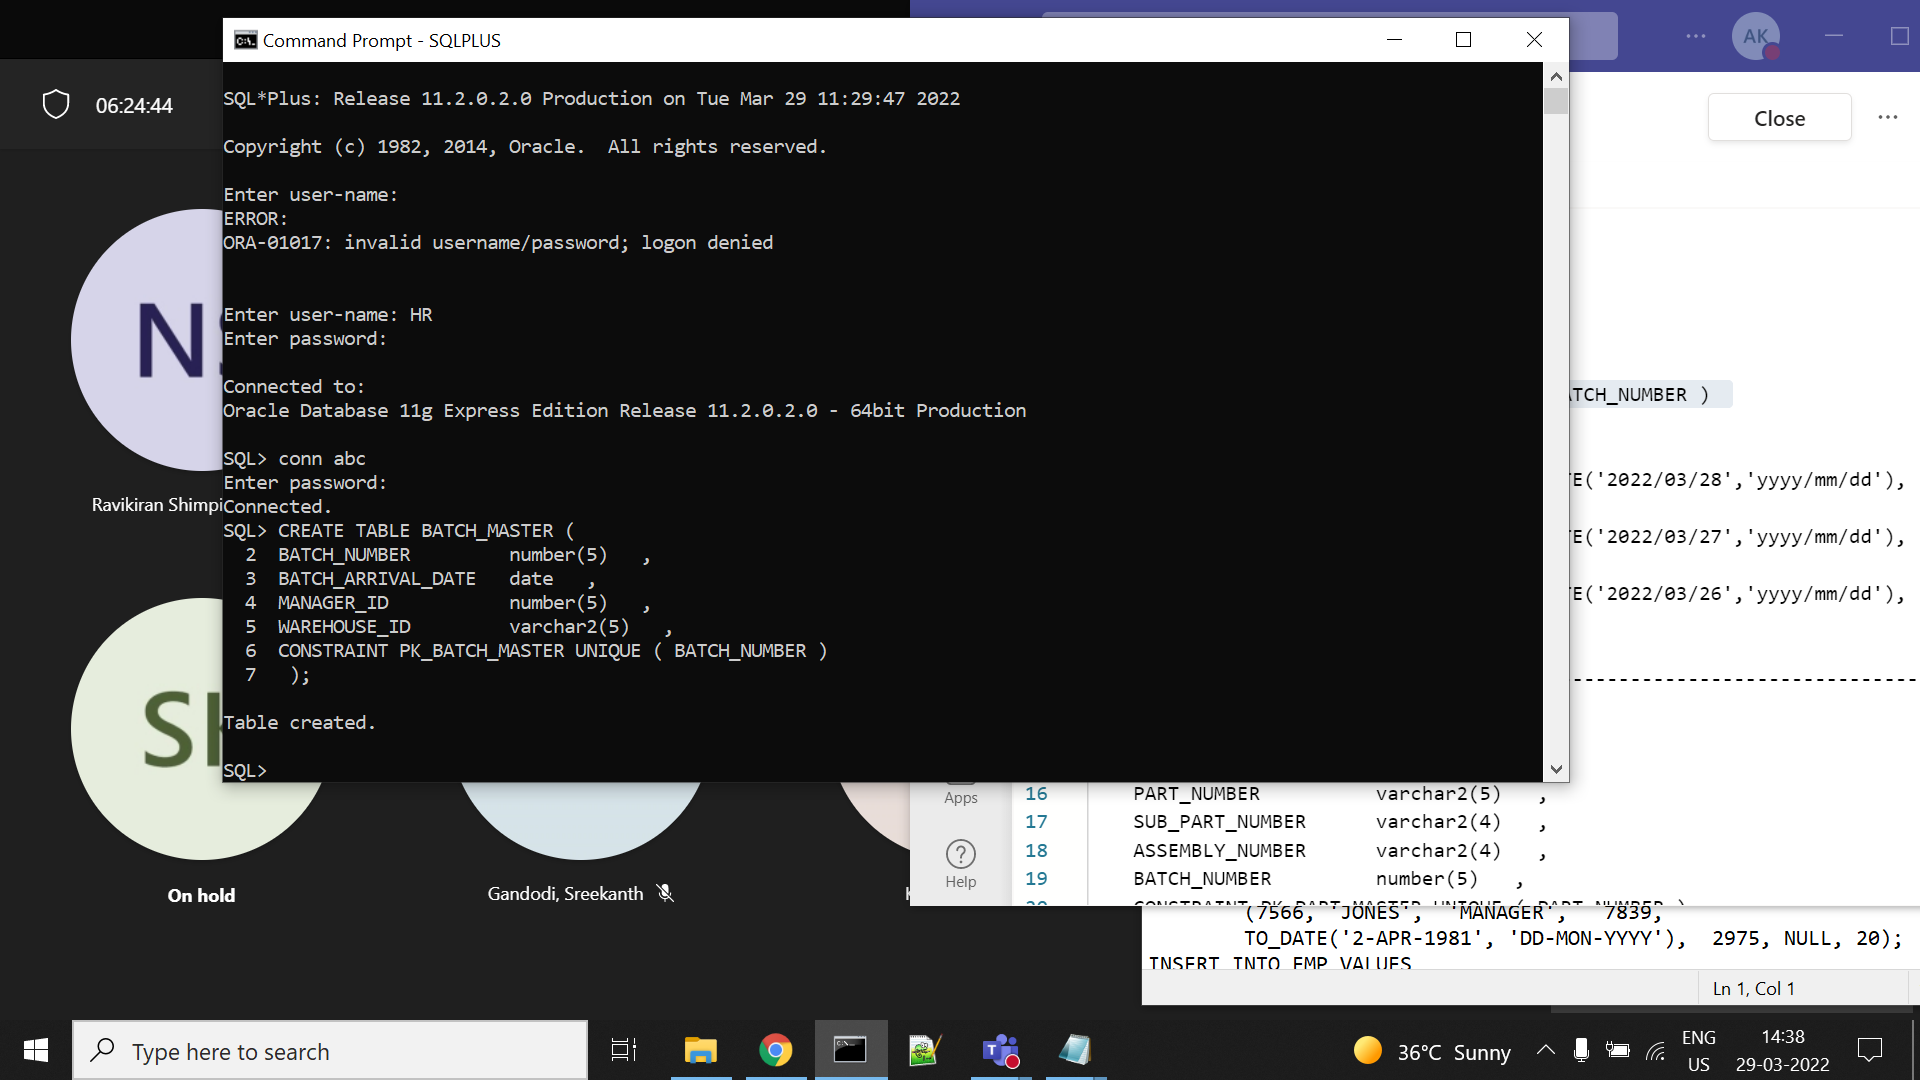 Command Prompt - SQLPLUS
AK
06:24:44
Close
SQL*Plus: Release 11.2.0.2.0 Production on Tue Mar 29 11:29:47 2022
Copyright (c) 1982, 2014, Oracle.  All rights reserved.
Enter user-name:
ERROR:
ORA-01017: invalid username/password; logon denied
Enter user-name: HR
Enter password:
Connected to:
Oracle Database 11g Express Edition Release 11.2.0.2.0 - 64bit Production
SQL> conn abc
Enter password:
Connected.
SQL> CREATE TABLE BATCH_MASTER (
2 BATCH_NUMBER number(5) ,
3 BATCH_ARRIVAL_DATE date ,
4 MANAGER_ID number(5) ,
5 WAREHOUSE_ID varchar2(5) ,
6 CONSTRAINT PK_BATCH_MASTER UNIQUE ( BATCH_NUMBER )
7 );
Table created.
SQL>
Ravikiran Shimpi
On hold
Gandodi, Sreekanth
ATCH_NUMBER )
TE('2022/03/28','yyyy/mm/dd'),
TE('2022/03/27','yyyy/mm/dd'),
TE('2022/03/26','yyyy/mm/dd'),
------------------------------
Apps
Help
16 PART_NUMBER varchar2(5) ,
17 SUB_PART_NUMBER varchar2(4) ,
18 ASSEMBLY_NUMBER varchar2(4) ,
19 BATCH_NUMBER number(5) ,
20 CONSTRAINT PK_PART_MASTER UNIQUE ( PART_NUMBER )
(7566, 'JONES', 'MANAGER', 7839,
TO_DATE('2-APR-1981', 'DD-MON-YYYY'), 2975, NULL, 20);
INSERT INTO EMP VALUES
Ln 1, Col 1
Type here to search
36°C Sunny
ENG
US
14:38
29-03-2022